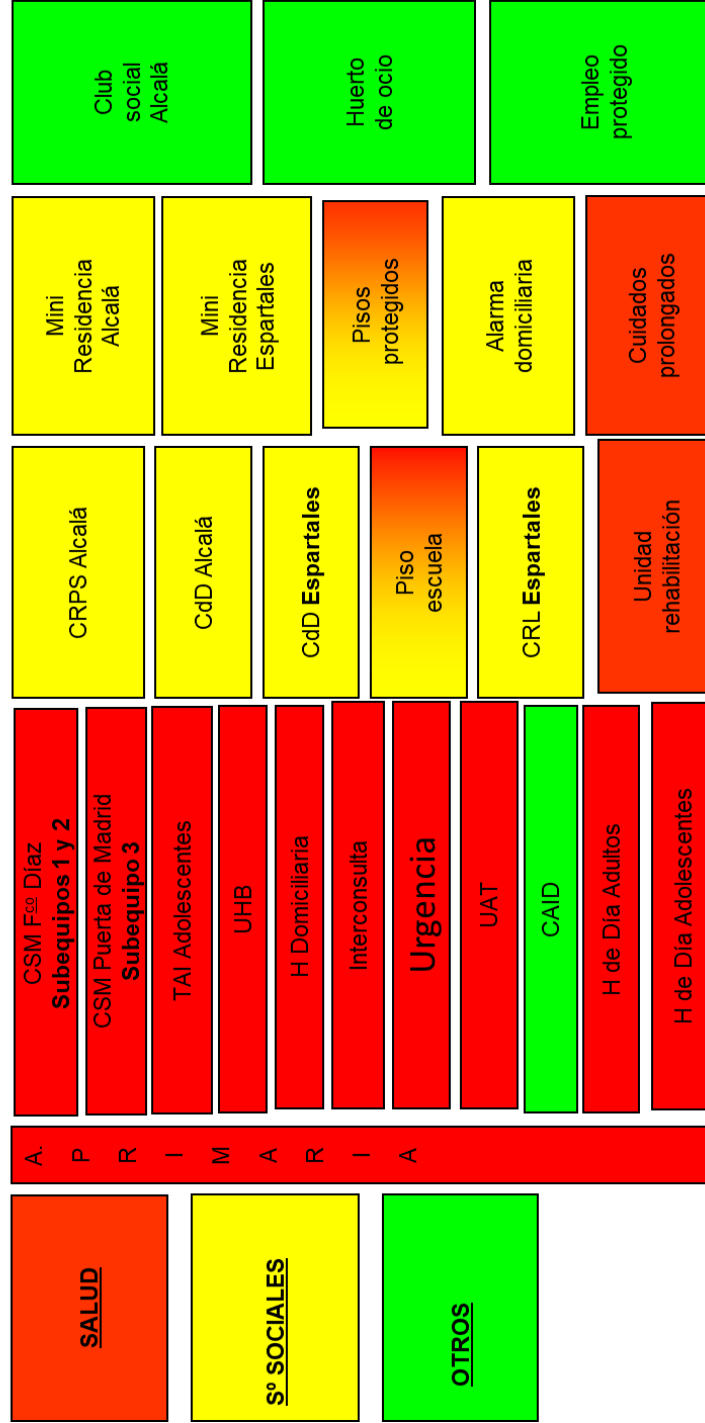 SALUD
Sº SOCIALES
OTROS
A.
P
R
I
M
A
R
I
A
CSM Fco Díaz
Subequipos 1 y 2
CSM Puerta de Madrid
Subequipo 3
TAI Adolescentes
UHB
H Domiciliaria
Interconsulta
Urgencia
UAT
CAID
H de Día Adultos
H de Día Adolescentes
CRPS Alcalá
CdD Alcalá
CdD Espartales
Piso
escuela
CRL Espartales
Unidad
rehabilitación
Mini
Residencia
Alcalá
Mini
Residencia
Espartales
Pisos
protegidos
Alarma
domiciliaria
Cuidados
prolongados
Club
social
Alcalá
Huerto
de ocio
Empleo
protegido